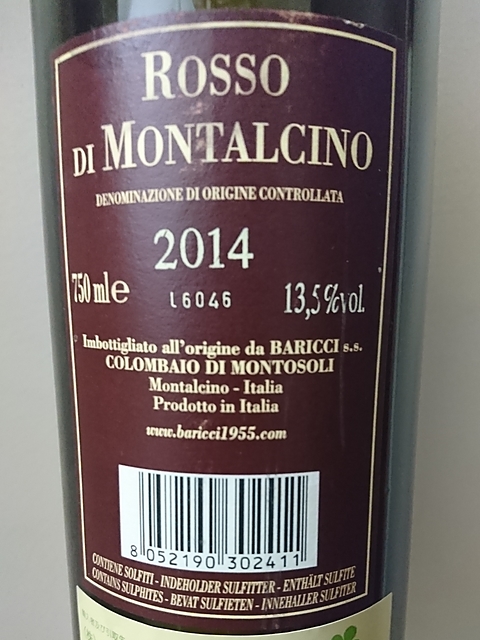 ROSSO
DI MONTALCINO
DENOMINAZIONE DI ORIGINE CONTROLLATA
2014
750 ml e L6046 13,5%vol.
Imbottigliato all'origine da BARICCI s.s.
COLOMBAIO DI MONTOSOLI
Montalcino - Italia
Prodotto in Italia
www.baricci1955.com
8 052190 302411
CONTIENE SOLFITI - INDEHOLDER SULFITTER - ENTHÄLT SULFITE
CONTAINS SULPHITES - BEVAT SULFIETEN - INNEHALLER SULFITER